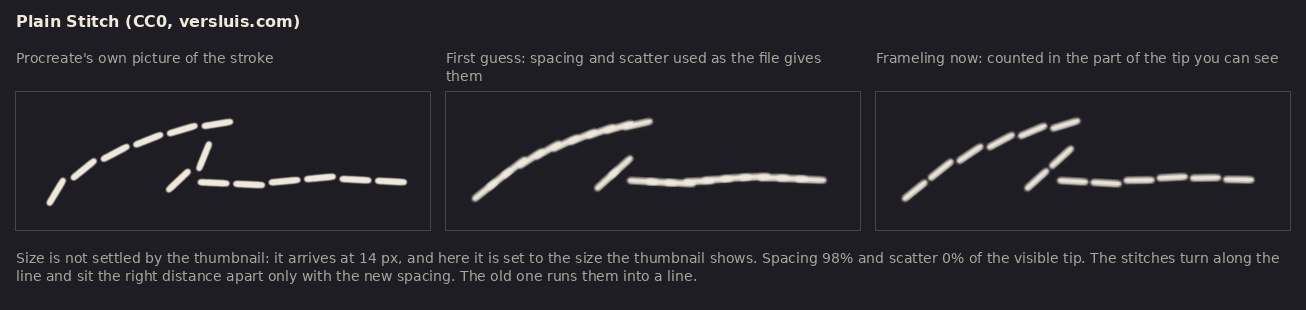 Plain Stitch (CC0, versluis.com)
Procreate's own picture of the stroke
First guess: spacing and scatter used as the file gives
them
Frameling now: counted in the part of the tip you can see
Size is not settled by the thumbnail: it arrives at 14 px, and here it is set to the size the thumbnail shows. Spacing 98% and scatter 0% of the visible tip. The stitches turn along the
line and sit the right distance apart only with the new spacing. The old one runs them into a line.